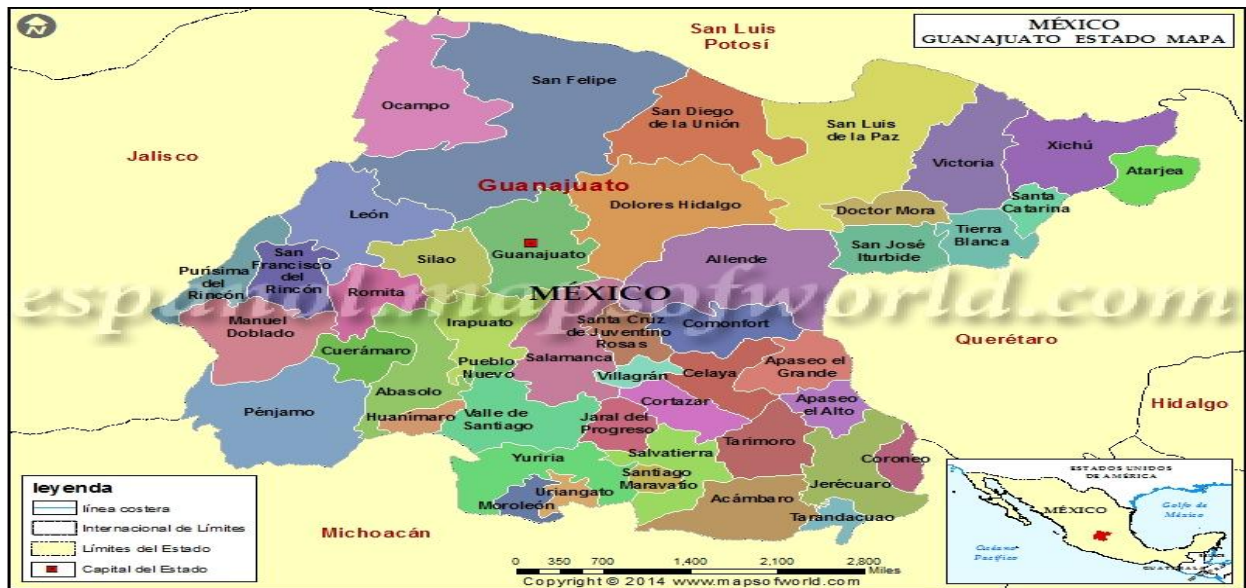 N
MÉXICO
GUANAJUATO ESTADO MAPA
San Luis
Potosí
San Felipe
Ocampo
San Diego
de la Unión
San Luis
de la Paz
Jalisco
Victoria
Xichú
Atarjea
Guanajuato
León
Dolores Hidalgo
Doctor Mora
Santa
Catarina
Tierra
Blanca
San José
Iturbide
Silao
Guanajuato
Allende
Purísima
del
Rincón
San
Francisco
del
Rincón
Romita
MÉXICO
espanol.mapsofworld.com
Manuel
Doblado
Irapuato
Santa Cruz
de Juventino
Rosas
Comonfort
Querétaro
Cuerámaro
Pueblo
Nuevo
Salamanca
Villagrán
Celaya
Apaseo el
Grande
Abasolo
Pénjamo
Huanímaro
Valle de
Santiago
Jaral del
Progreso
Cortazar
Apaseo
el Alto
Hidalgo
Tarimoro
Yuriria
Salvatierra
Coroneo
Santiago
Maravatío
Jerécuaro
Moroleón
Uriangato
Acámbaro
Tarandacuao
Michoacán
leyenda
línea costera
Internacional de Límites
Límites del Estado
Capital del Estado
0 350 700 1,400 2,100 2,800
Miles
Copyright © 2014 www.mapsofworld.com
ESTADOS UNIDOS
DE AMÉRICA
MÉXICO
Golfo de
México
Océano
Pacífico